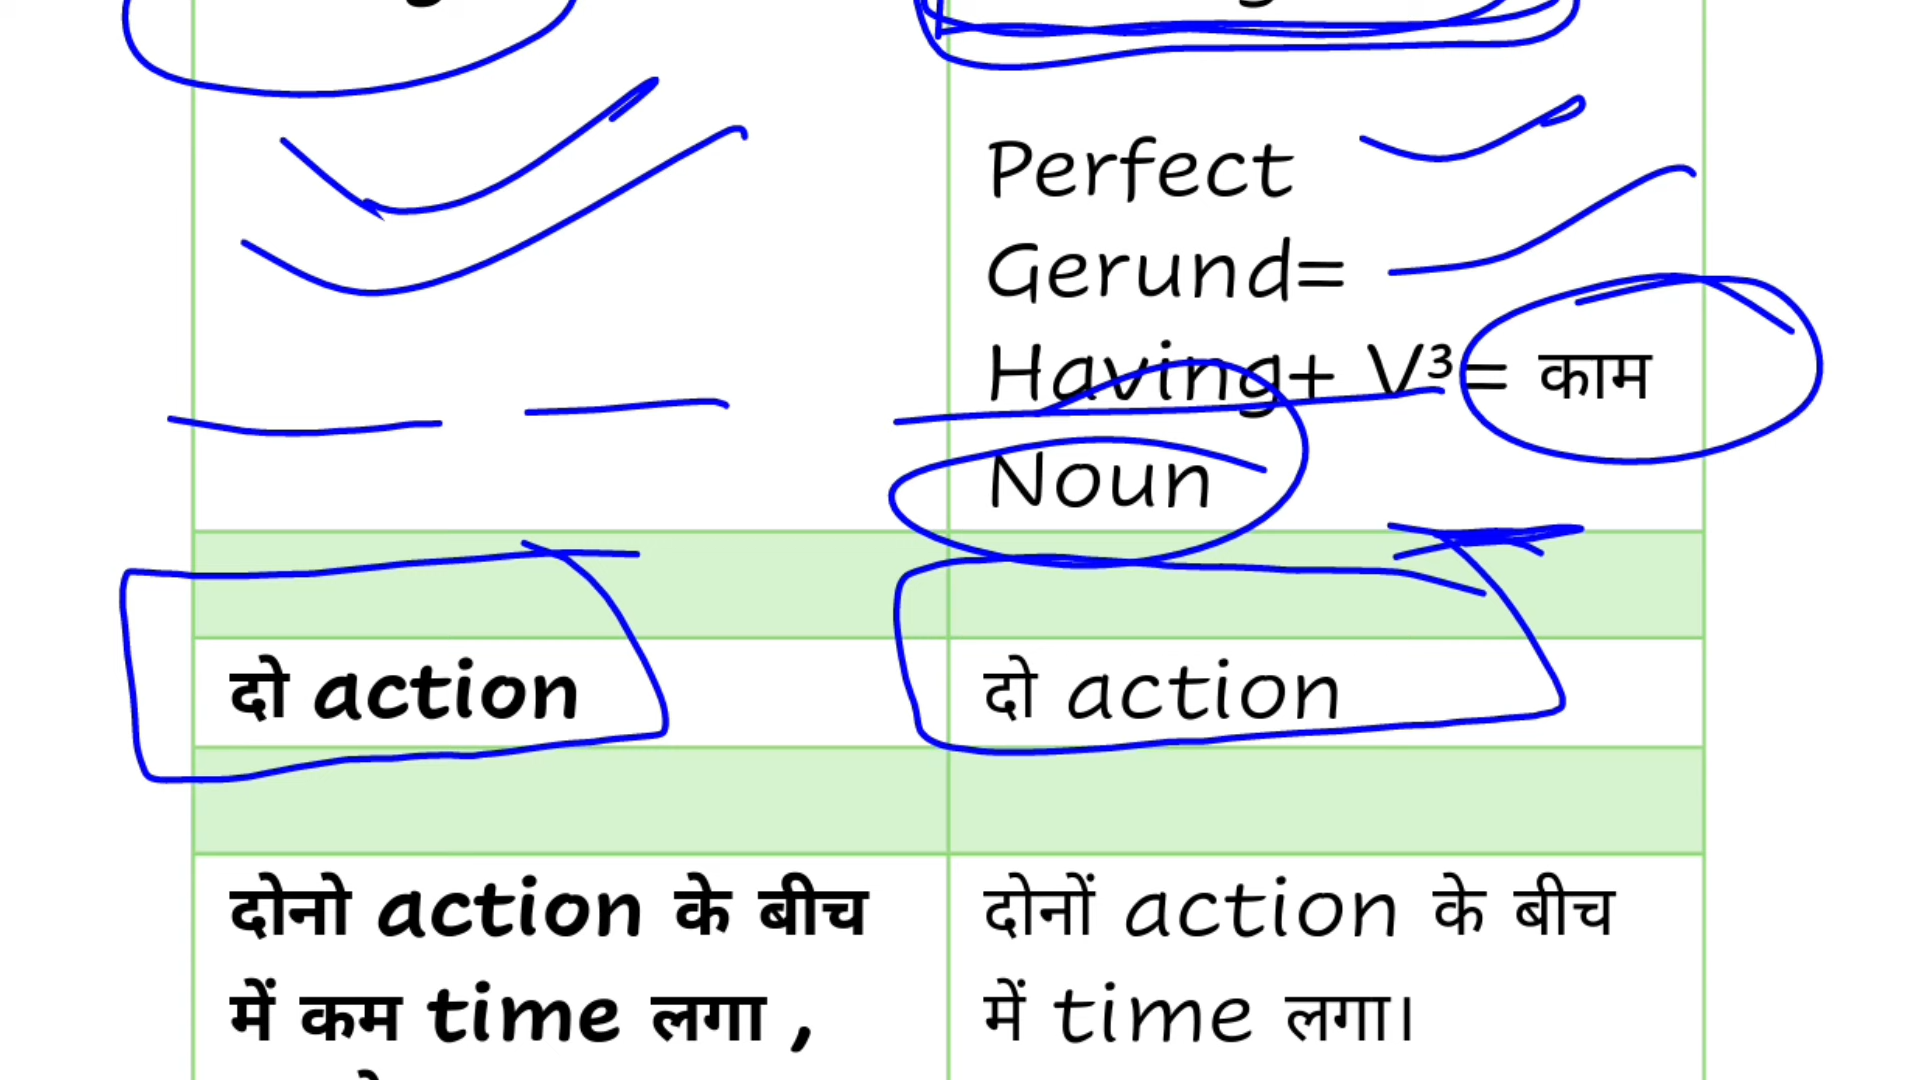 Perfect
Gerund=
Having+ V³= काम
Noun
दो action
दो action
दोनो action के बीच
में कम time लगा ,
दोनों action के बीच
में time लगा।